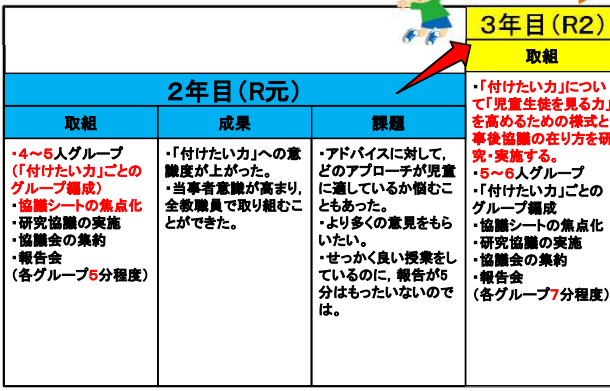 2年目(R元)
取組
・4~5人グループ
(「付けたい力」ごとの
グループ編成)
・協議シートの焦点化
・研究協議の実施
・協議会の集約
・報告会
(各グループ5分程度)
成果
・「付けたい力」への意
識度が上がった。
・当事者意識が高まり,
全教職員で取り組むこ
とができた。
課題
・アドバイスに対して,
どのアプローチが児童
に適しているか悩むこ
ともあった。
・より多くの意見をもら
いたい。
・せっかく良い授業をし
ているのに, 報告が5
分はもったいないので
は。
3年目(R2)
取組
・「付けたい力」につい
て「児童生徒を見る力」
を高めるための様式と
事後協議の在り方を研
究・実施する。
・5~6人グループ
・「付けたい力」ごとの
グループ編成
・協議シートの焦点化
・研究協議の実施
・協議会の集約
・報告会
(各グループ7分程度)